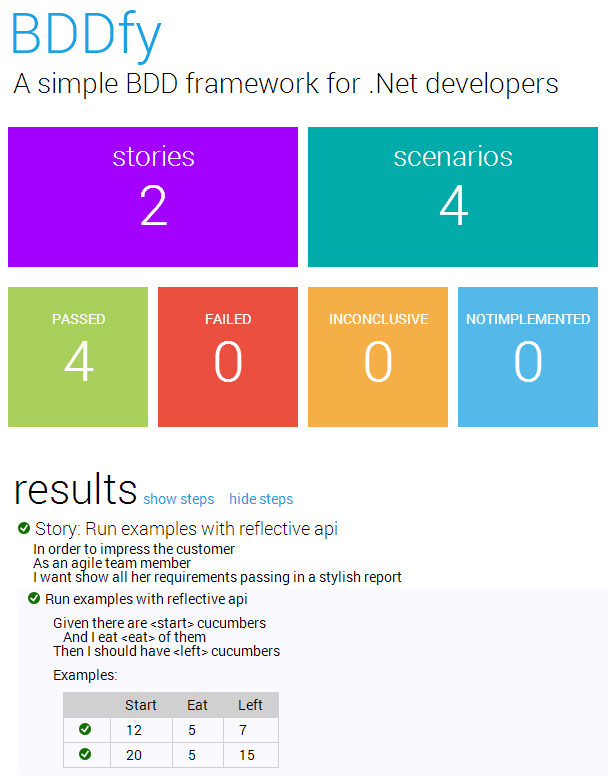 BDDfy
A simple BDD framework for .Net developers
stories
2
scenarios
4
PASSED
4
FAILED
0
INCONCLUSIVE
0
NOTIMPLEMENTED
0
results show steps hide steps
Story: Run examples with reflective api
In order to impress the customer
As an agile team member
I want show all her requirements passing in a stylish report
Run examples with reflective api
Given there are <start> cucumbers
And I eat <eat> of them
Then I should have <left> cucumbers
Examples:
Start Eat Left
12 5 7
20 5 15